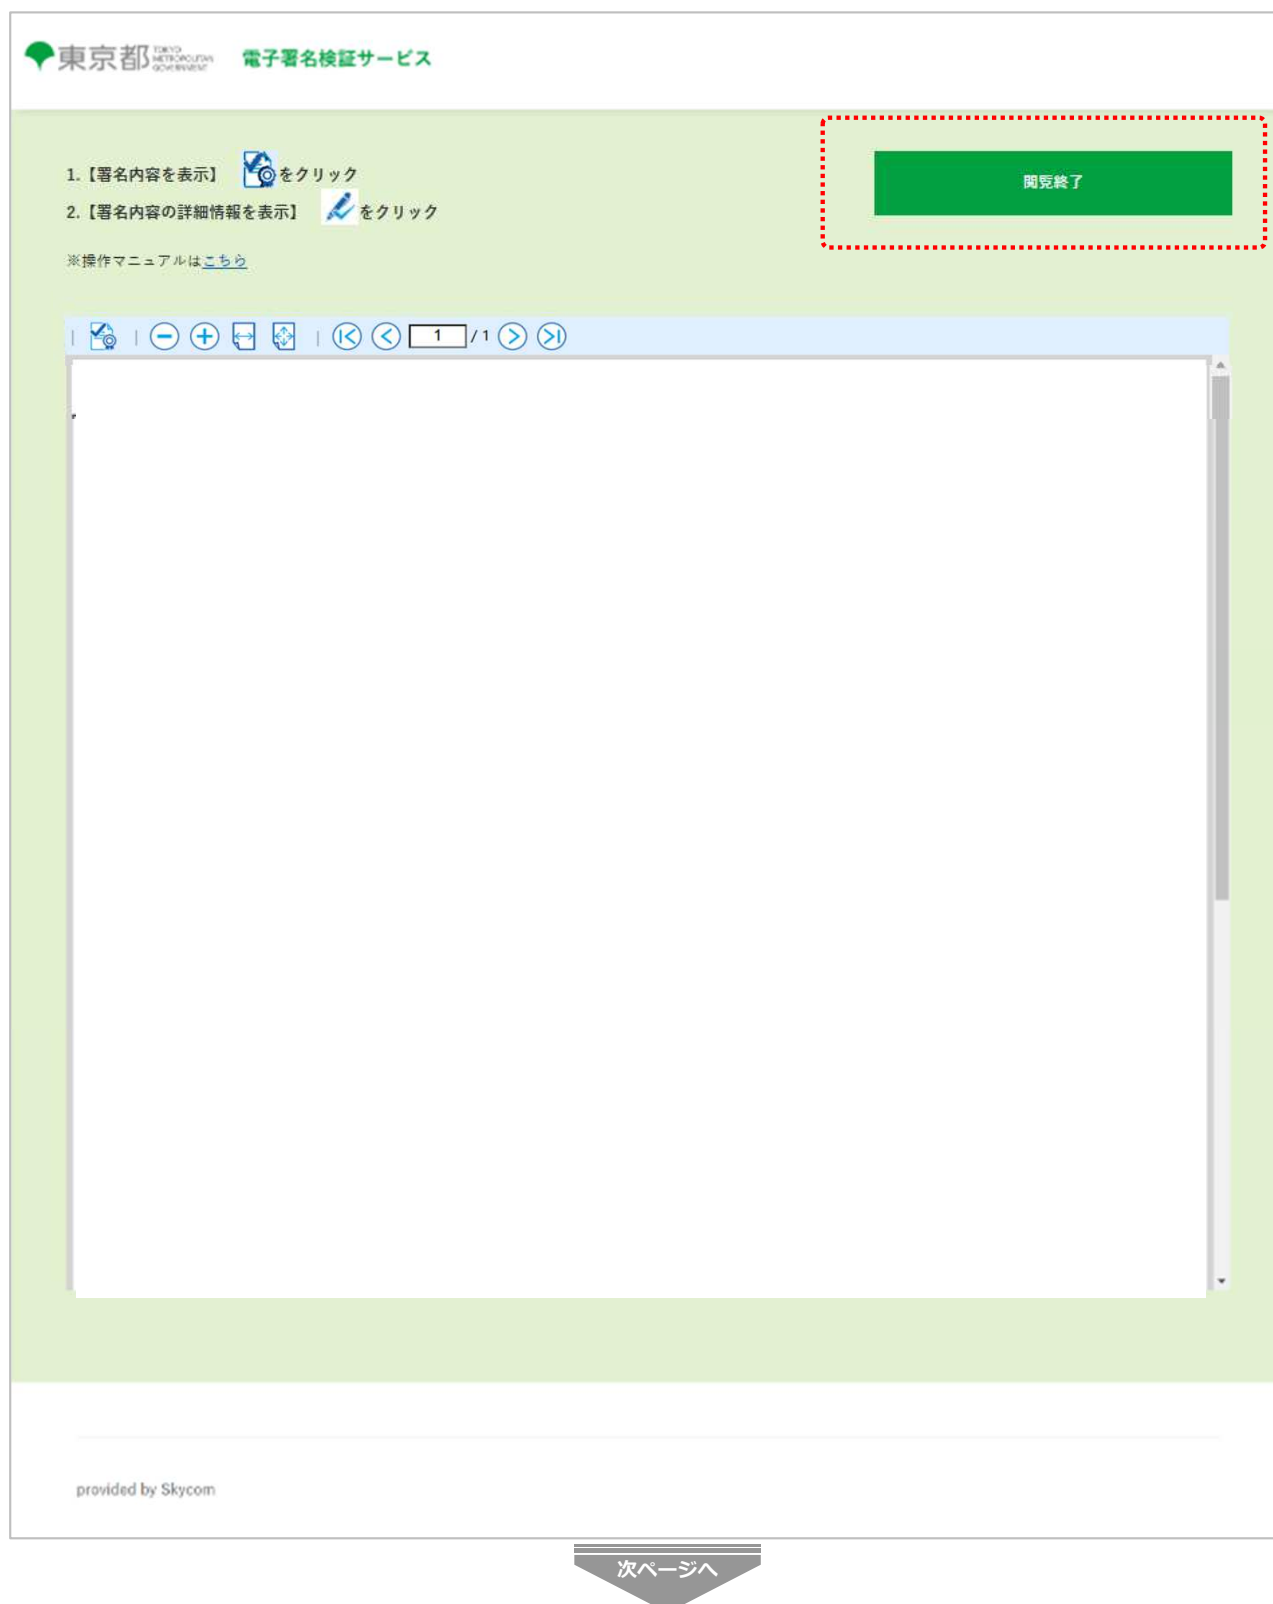 東京都 TOKYO METROPOLITAN GOVERNMENT 電子署名検証サービス
1.【署名内容を表示】 をクリック
2.【署名内容の詳細情報を表示】 をクリック
※操作マニュアルはこちら
閲覧終了
1 / 1
provided by Skycom
次ページへ